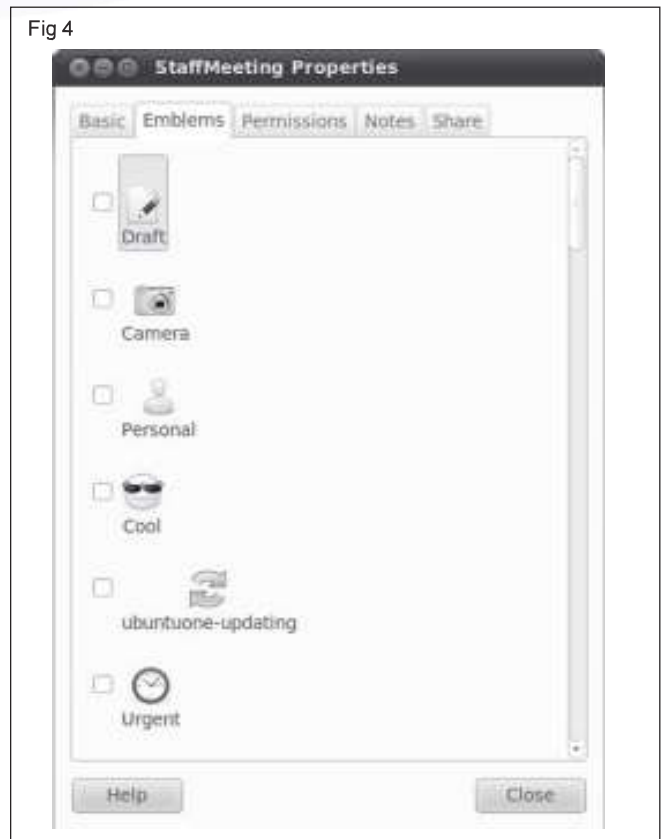 Fig 4
StaffMeeting Properties
Basic Emblems Permissions Notes Share
Draft
Camera
Personal
Cool
ubuntuone-updating
Urgent
Help Close